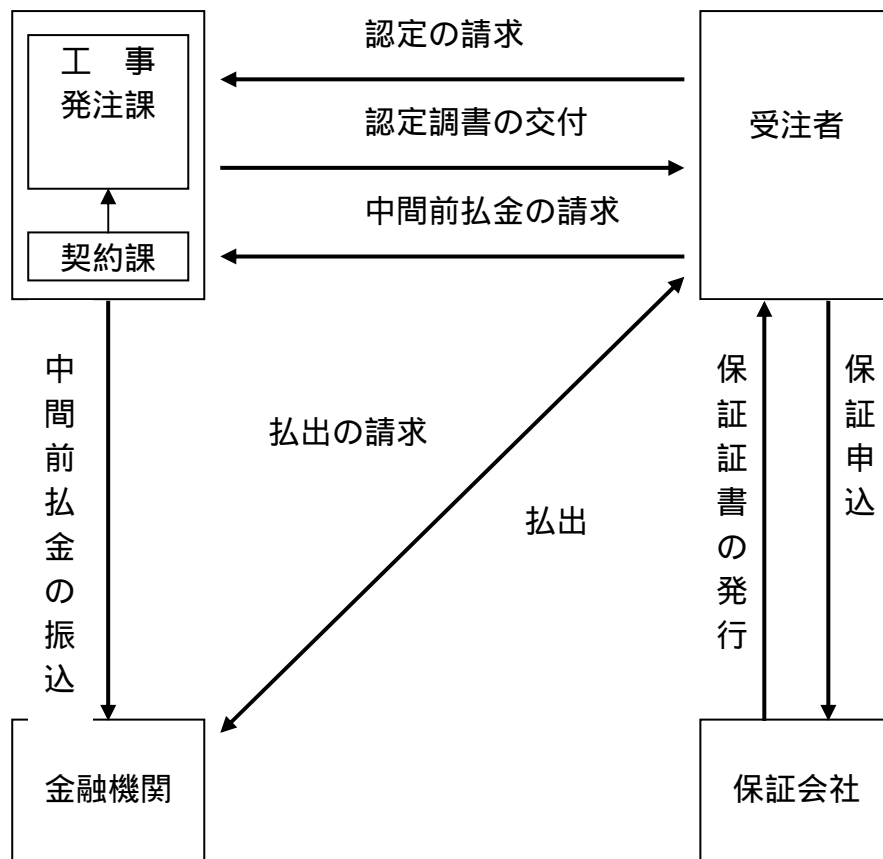 認定の請求
工　事
発注課
認定調書の交付
受注者
中間前払金の請求
契約課
中間前払金の振込
払出の請求
払出
保証証書の発行
保証申込
金融機関
保証会社